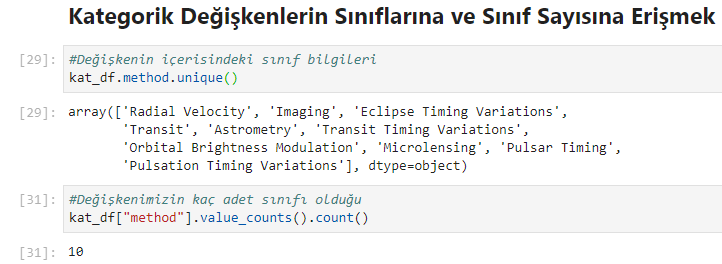 Kategorik Değişkenlerin Sınıflarına ve Sınıf Sayısına Erişmek
[29]: #Değişkenin içerisindeki sınıf bilgileri
kat_df.method.unique()
[29]: array(['Radial Velocity', 'Imaging', 'Eclipse Timing Variations',
'Transit', 'Astrometry', 'Transit Timing Variations',
'Orbital Brightness Modulation', 'Microlensing', 'Pulsar Timing',
'Pulsation Timing Variations'], dtype=object)
[31]: #Değişkenimizin kaç adet sınıfı olduğu
kat_df["method"].value_counts().count()
[31]: 10